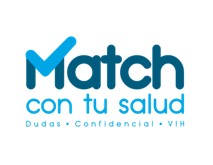 Match
con tu salud
Dudas • Confidencial • VIH